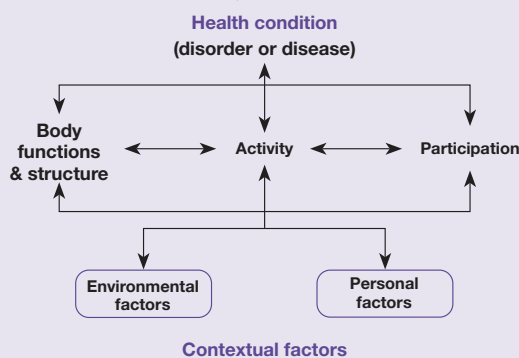 Health condition
(disorder or disease)
Body
functions
& structure
Activity
Participation
Environmental
factors
Personal
factors
Contextual factors